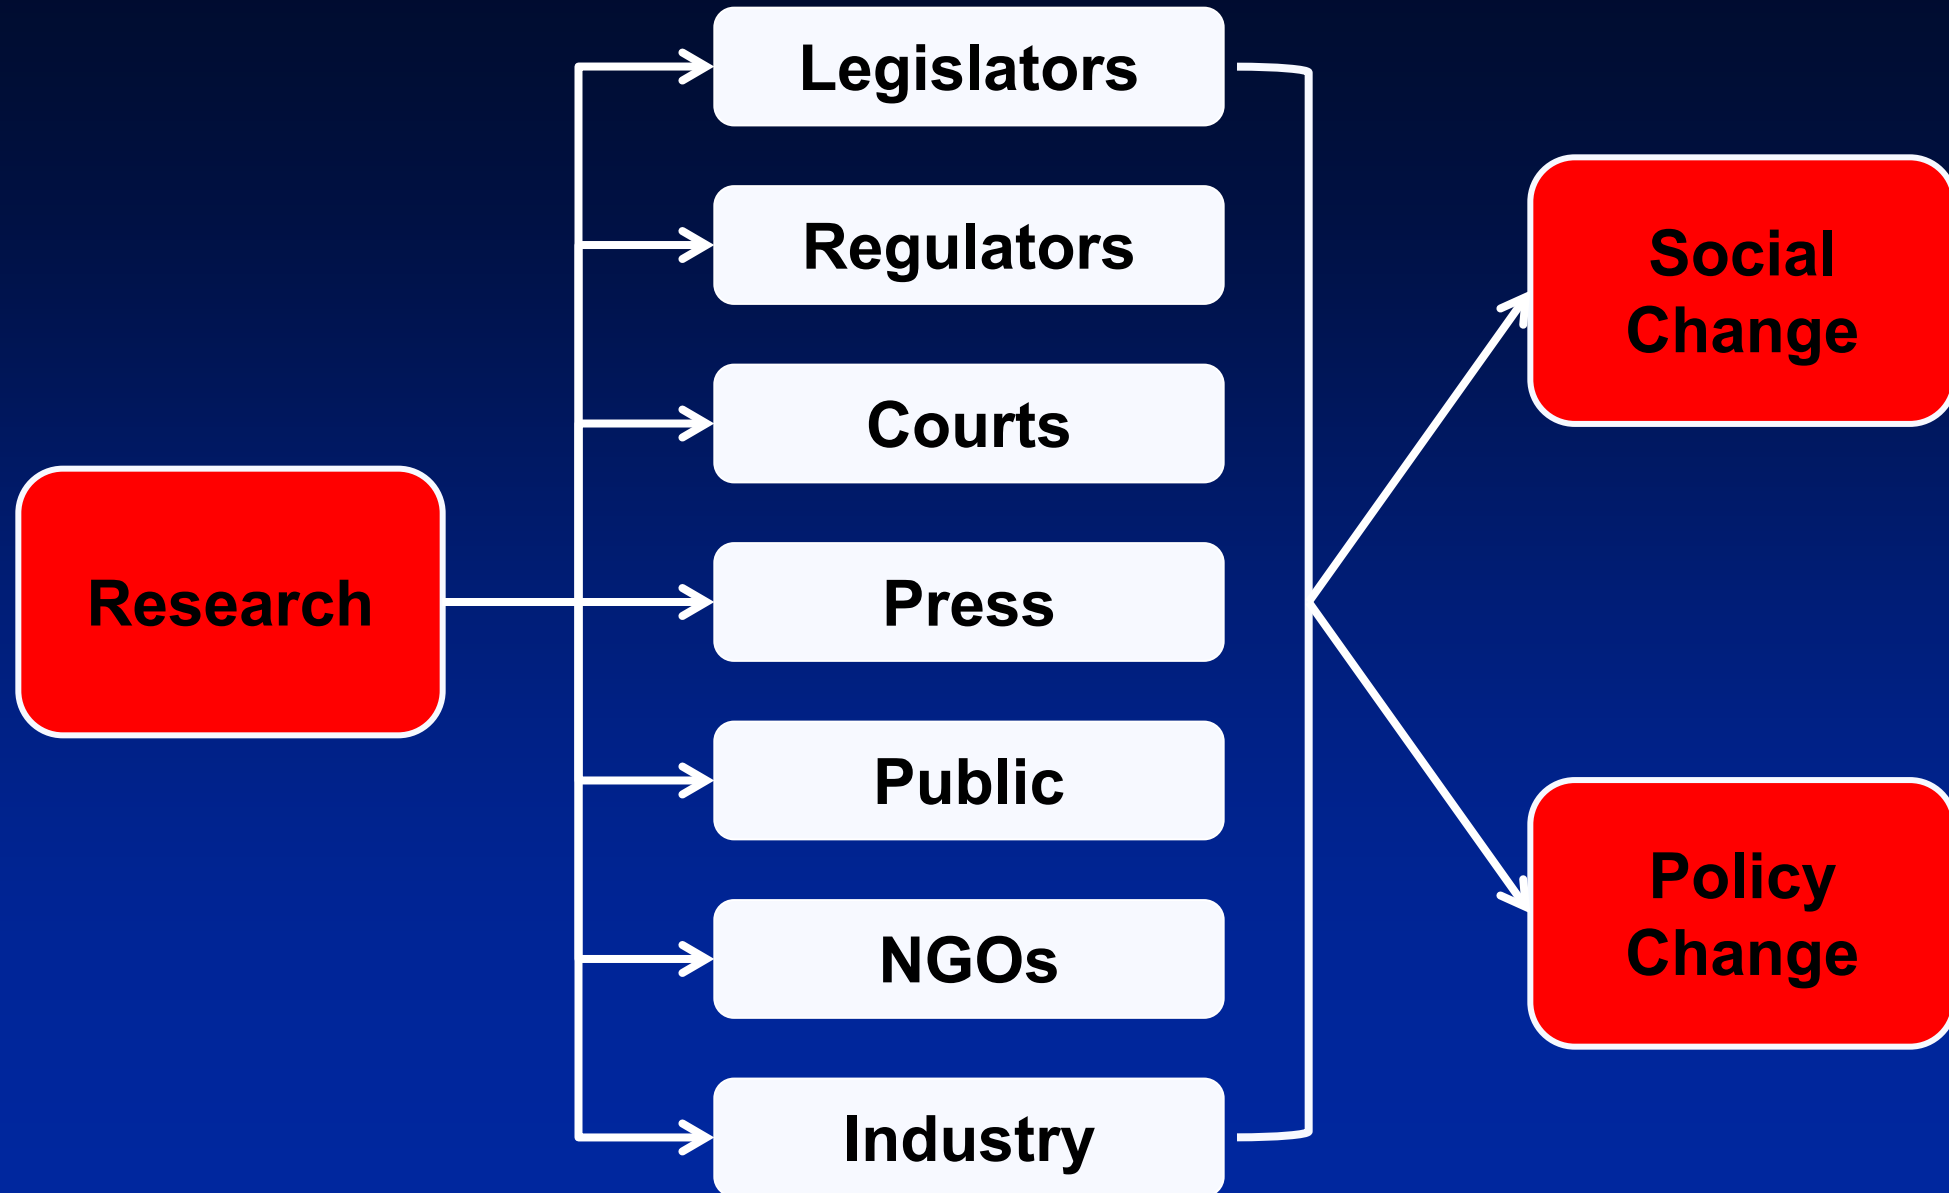 Research
Legislators
Regulators
Courts
Press
Public
NGOs
Industry
Social
Change
Policy
Change